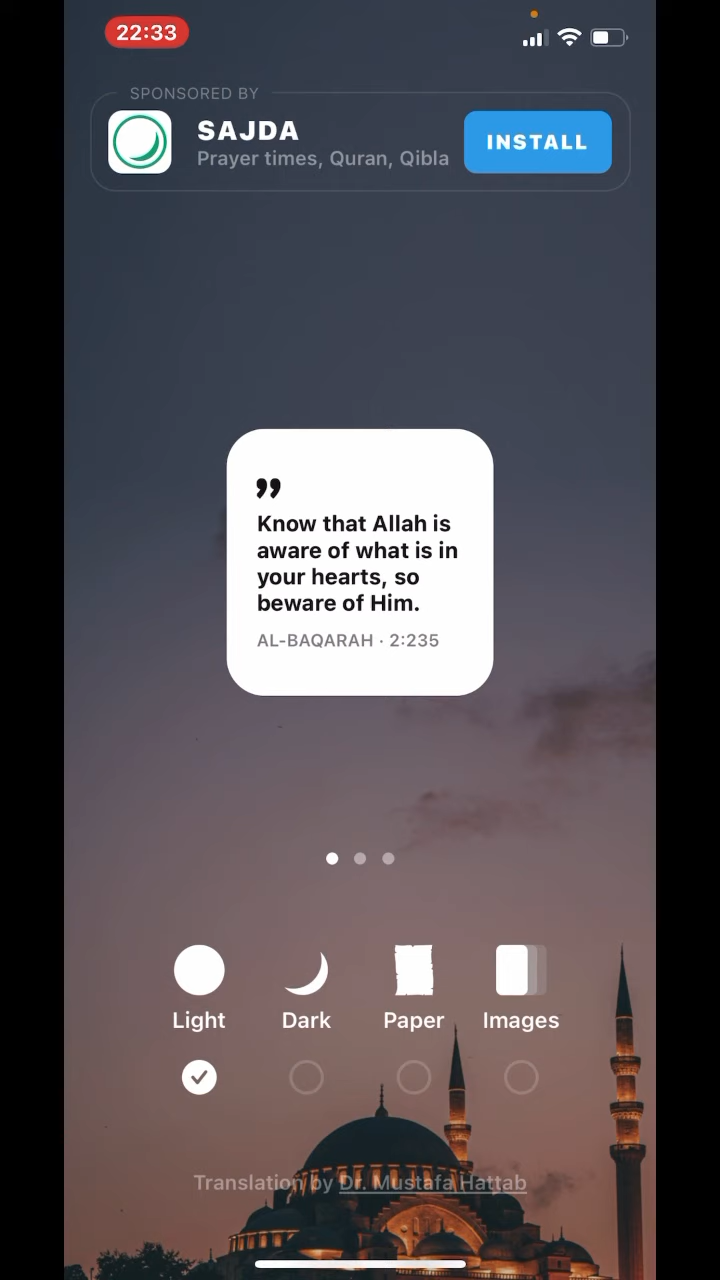 22:33
SPONSORED BY
SAJDA
Prayer times, Quran, Qibla
INSTALL
”
Know that Allah is
aware of what is in
your hearts, so
beware of Him.
AL-BAQARAH · 2:235
Light
Dark
Paper
Images
Translation by Dr. Mustafa Hattab